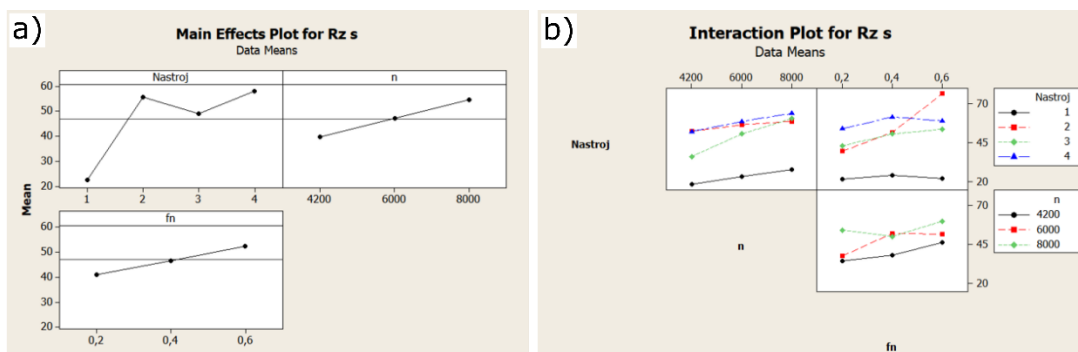 a)
Main Effects Plot for Rz s
Data Means
Nastroj
n
60
50
40
30
20
1 2 3 4
4200 6000 8000
Mean
fn
60
50
40
30
20
0,2 0,4 0,6
b)
Interaction Plot for Rz s
Data Means
4200 6000 8000
0,2 0,4 0,6
Nastroj
70
45
20
Nastroj
1
2
3
4
n
70
45
20
n
4200
6000
8000
fn